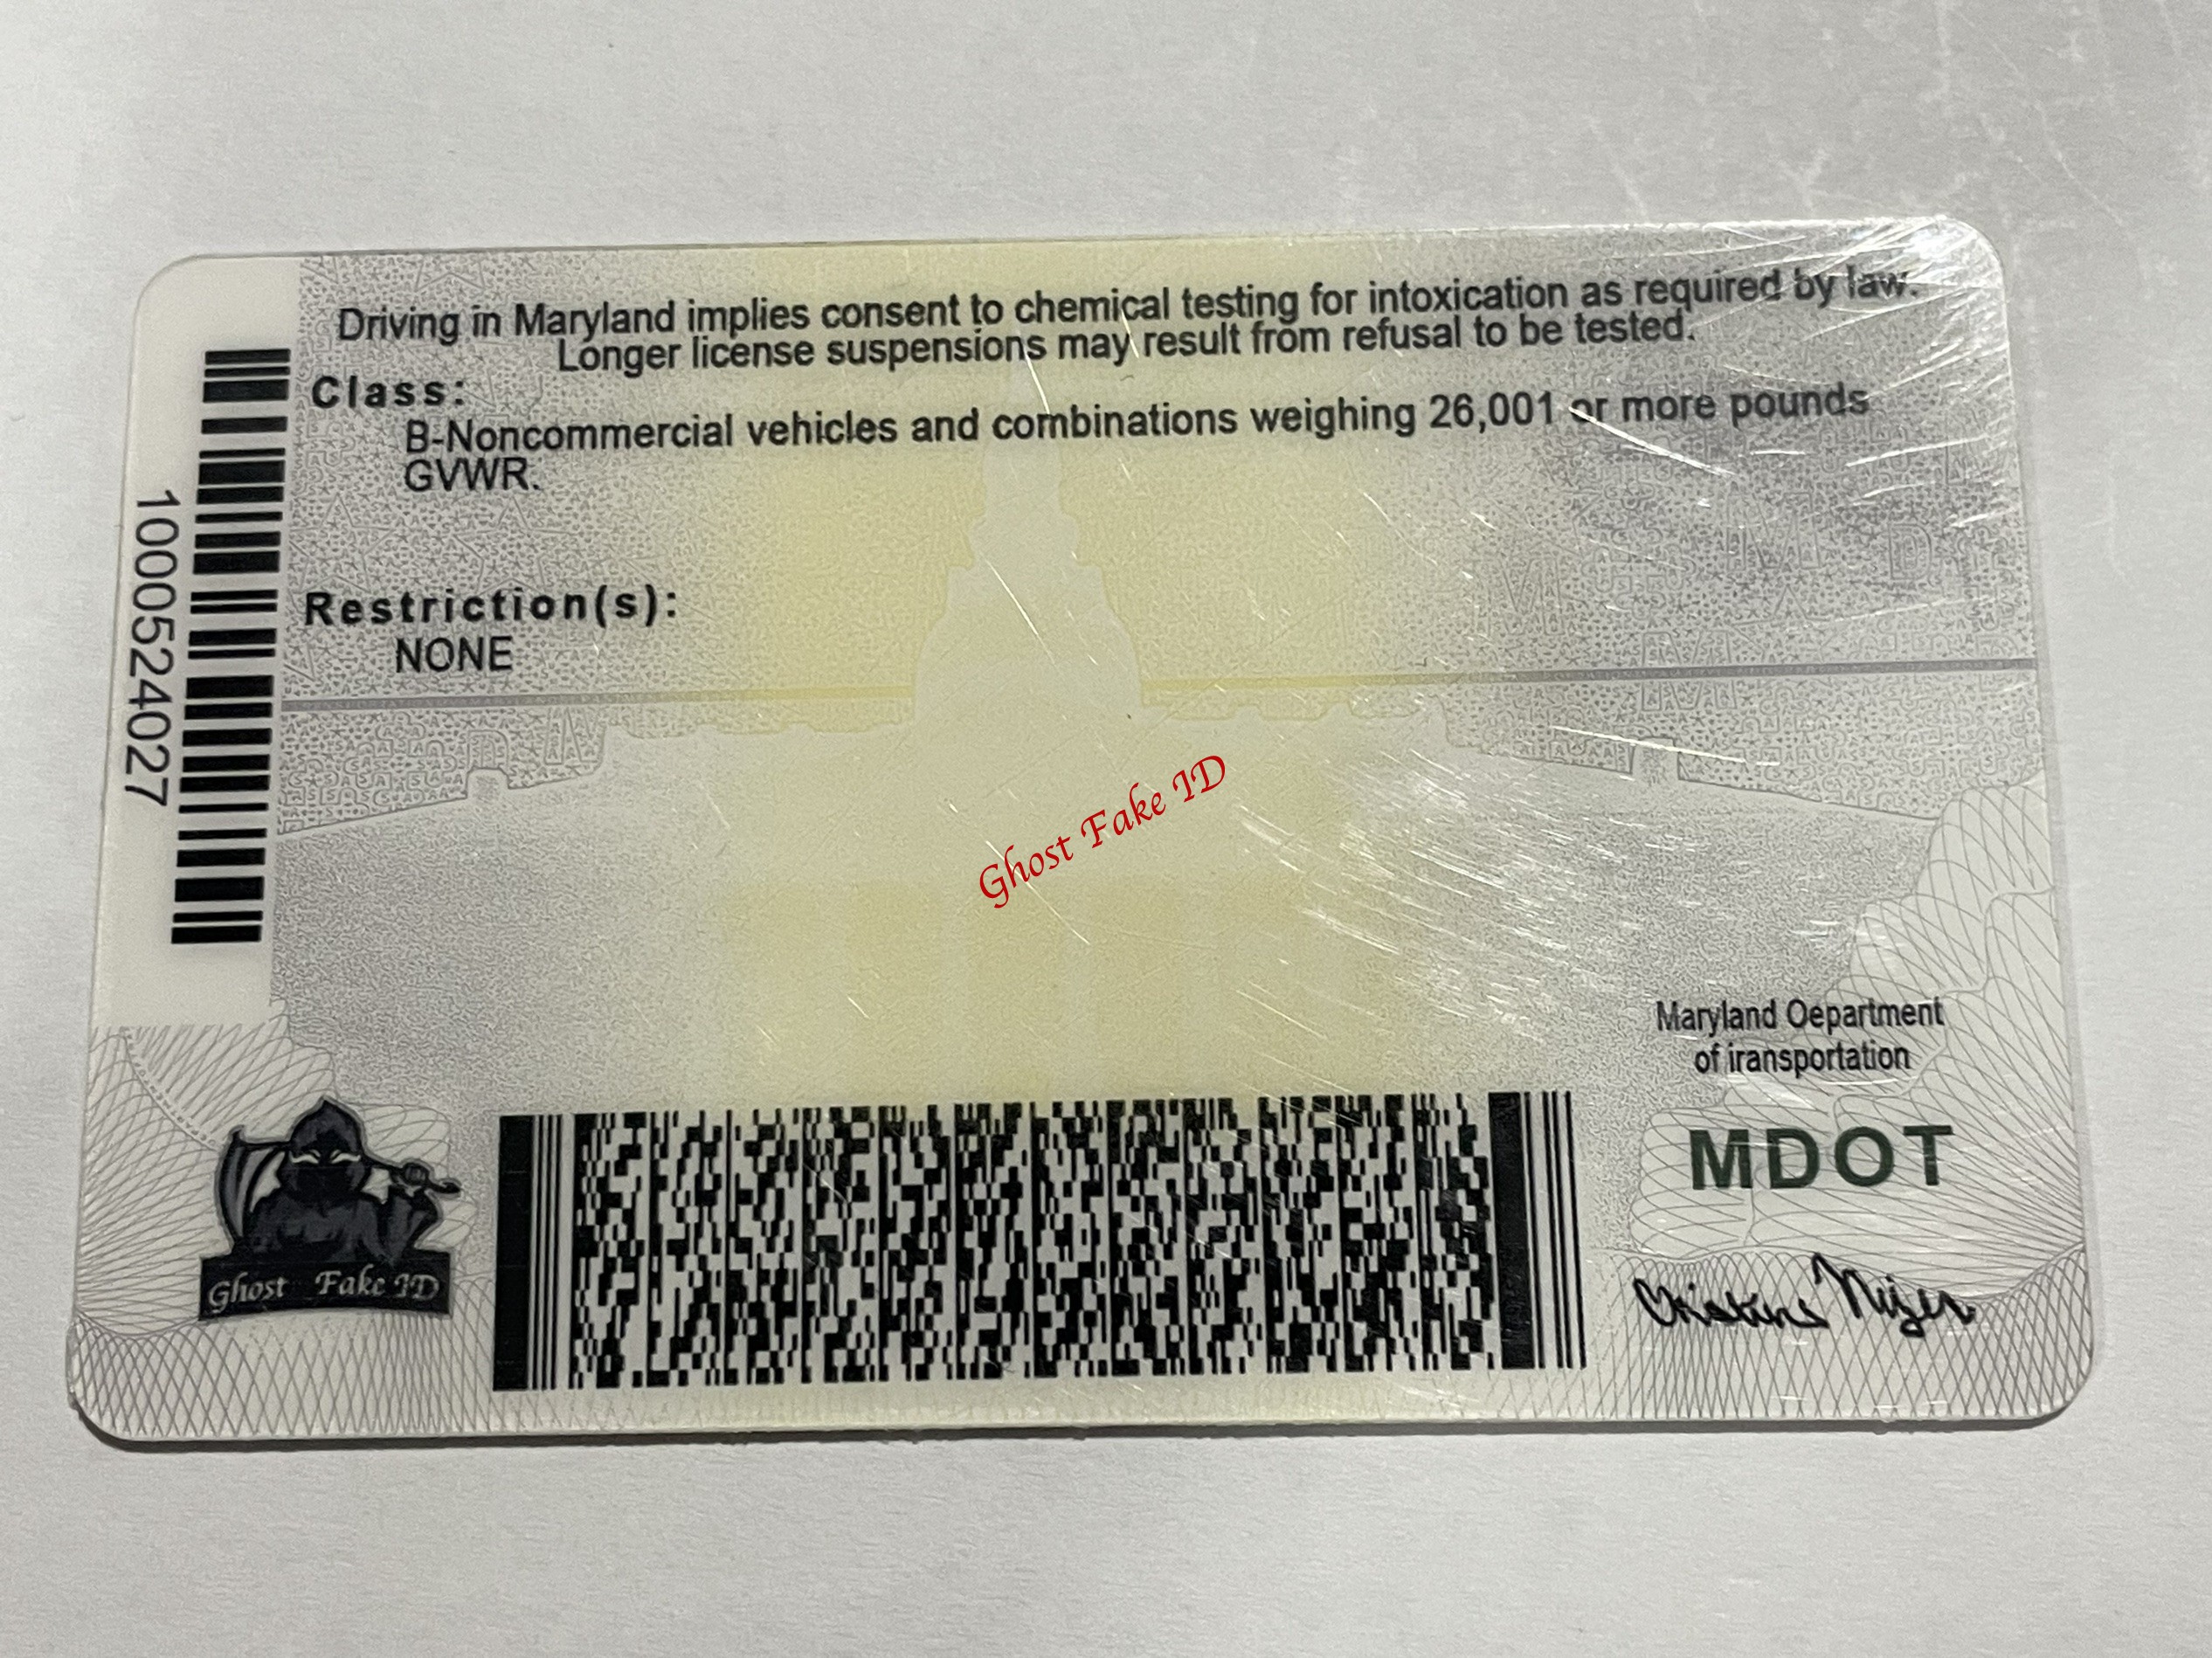 Driving in Maryland implies consent to chemical testing for intoxication as required by law.
Longer license suspensions may result from refusal to be tested.
Class:
B-Noncommercial vehicles and combinations weighing 26,001 or more pounds
GVWR.
Restriction(s):
NONE
1000524027
Ghost Fake ID
Maryland Oepartment
of iransportation
MDOT
Ghost Fake ID